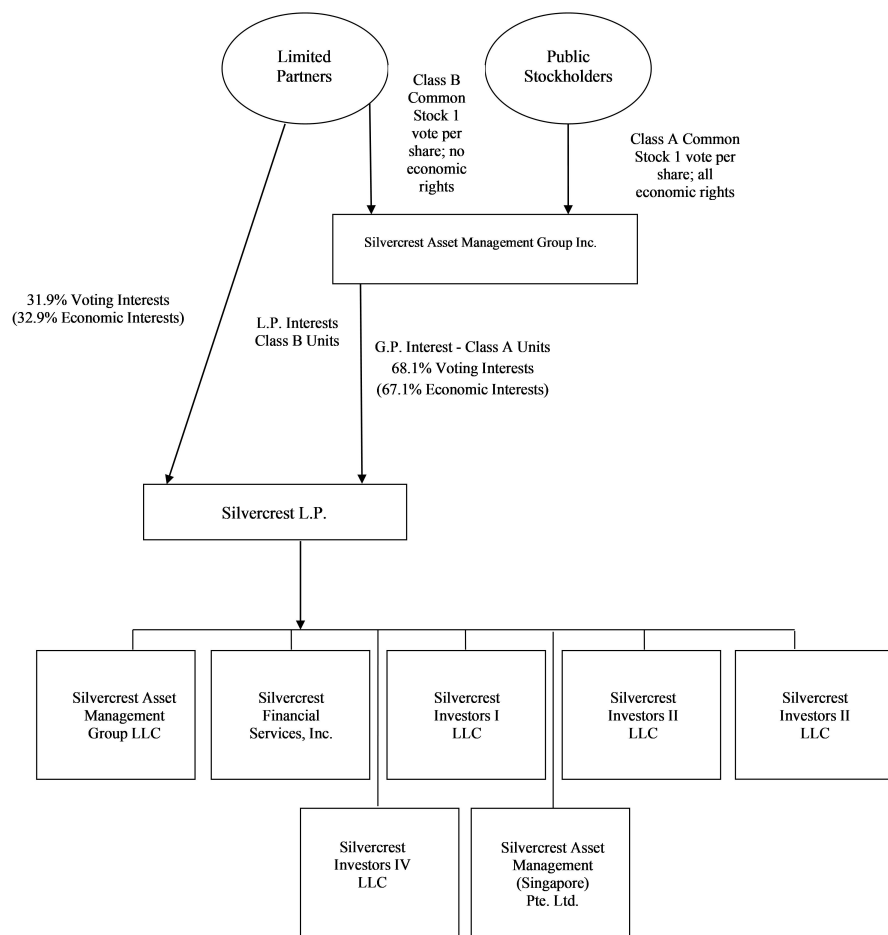 Limited
Partners
Public
Stockholders
Class B
Common
Stock 1
vote per
share; no
economic
rights
Class A Common
Stock 1 vote per
share; all
economic rights
Silvercrest Asset Management Group Inc.
31.9% Voting Interests
(32.9% Economic Interests)
L.P. Interests
Class B Units
G.P. Interest - Class A Units
68.1% Voting Interests
(67.1% Economic Interests)
Silvercrest L.P.
Silvercrest Asset
Management
Group LLC
Silvercrest
Financial
Services, Inc.
Silvercrest
Investors I
LLC
Silvercrest
Investors II
LLC
Silvercrest
Investors II
LLC
Silvercrest
Investors IV
LLC
Silvercrest Asset
Management
(Singapore)
Pte. Ltd.